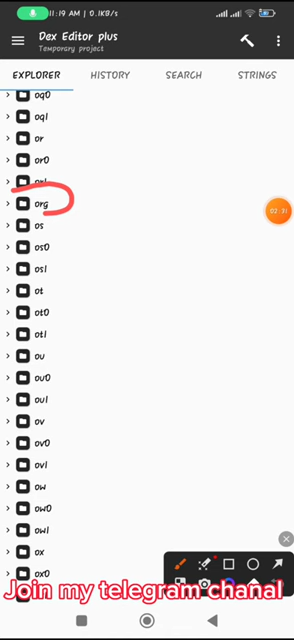 11:19 AM | 0.1KB/s
Dex Editor plus
Temporary project
EXPLORER HISTORY SEARCH STRINGS
oq0
oq1
or
or0
or1
org
os
os0
os1
ot
ot0
ot1
ou
ou0
ou1
ov
ov0
ov1
ow
ow0
ow1
ox
ox0
02:31
Join my telegram chanal